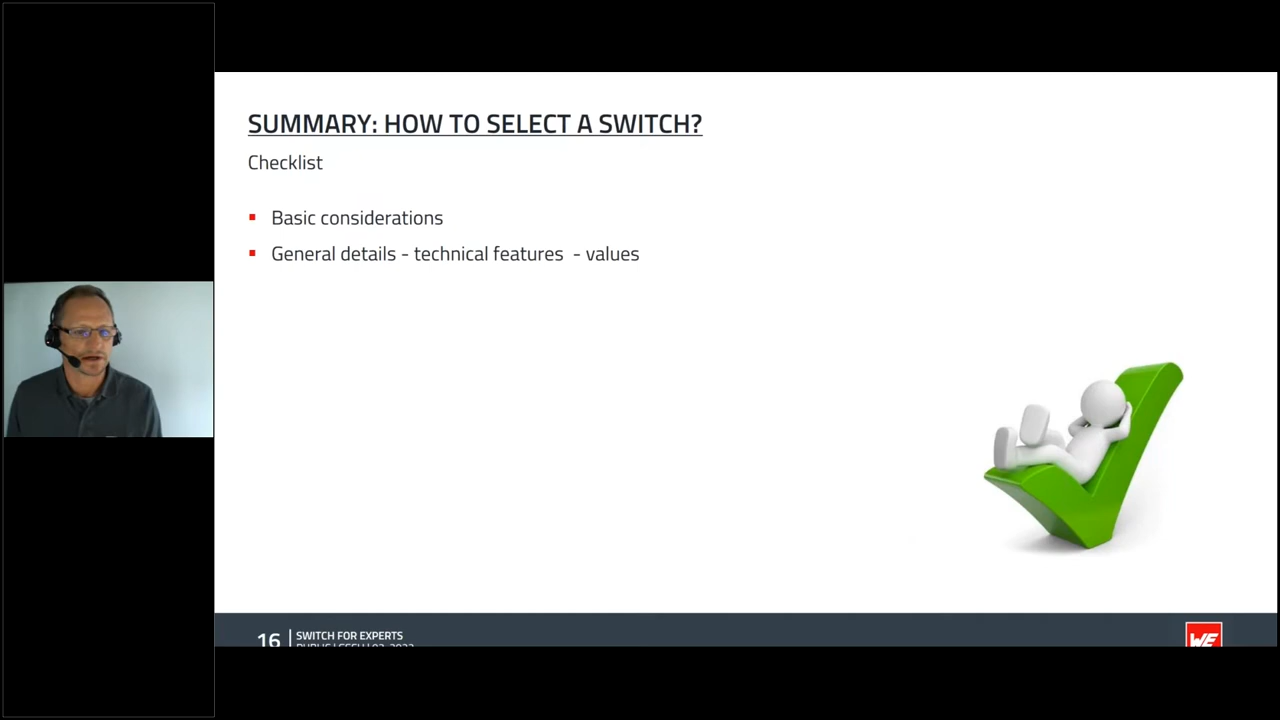 SUMMARY: HOW TO SELECT A SWITCH?
Checklist
Basic considerations
General details - technical features - values
16
SWITCH FOR EXPERTS
WE